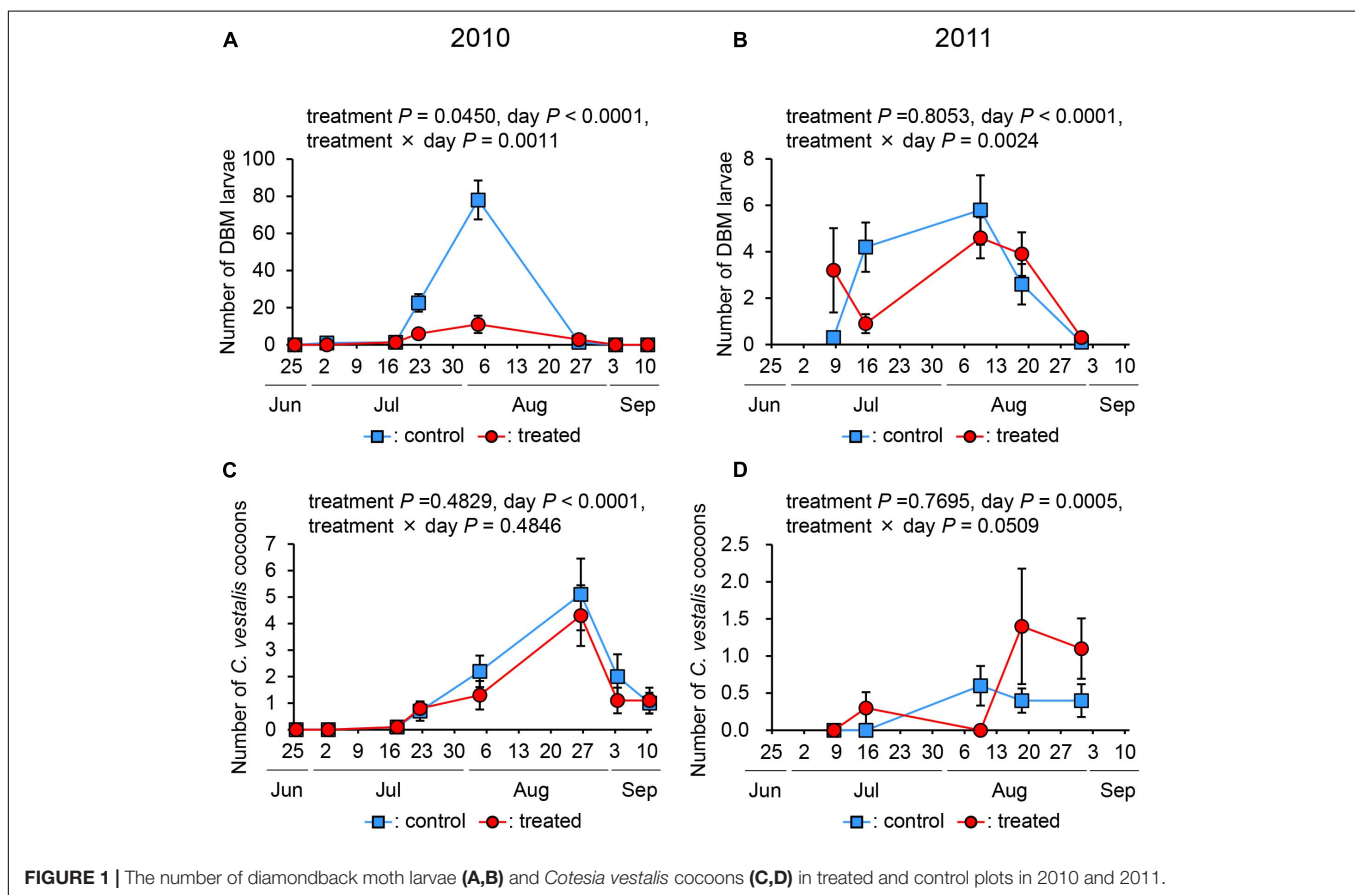 A 2010
treatment P = 0.0450, day P < 0.0001,
treatment × day P = 0.0011
Number of DBM larvae
100
80
60
40
20
0
25 2 9 16 23 30 6 13 20 27 3 10
Jun Jul Aug Sep
: control : treated
B 2011
treatment P =0.8053, day P < 0.0001,
treatment × day P = 0.0024
Number of DBM larvae
8
6
4
2
0
25 2 9 16 23 30 6 13 20 27 3 10
Jun Jul Aug Sep
: control : treated
C
treatment P =0.4829, day P < 0.0001,
treatment × day P = 0.4846
Number of C. vestalis cocoons
7
6
5
4
3
2
1
0
25 2 9 16 23 30 6 13 20 27 3 10
Jun Jul Aug Sep
: control : treated
D
treatment P =0.7695, day P = 0.0005,
treatment × day P = 0.0509
Number of C. vestalis cocoons
2.5
2.0
1.5
1.0
0.5
0.0
25 2 9 16 23 30 6 13 20 27 3 10
Jun Jul Aug Sep
: control : treated
FIGURE 1 | The number of diamondback moth larvae (A,B) and Cotesia vestalis cocoons (C,D) in treated and control plots in 2010 and 2011.